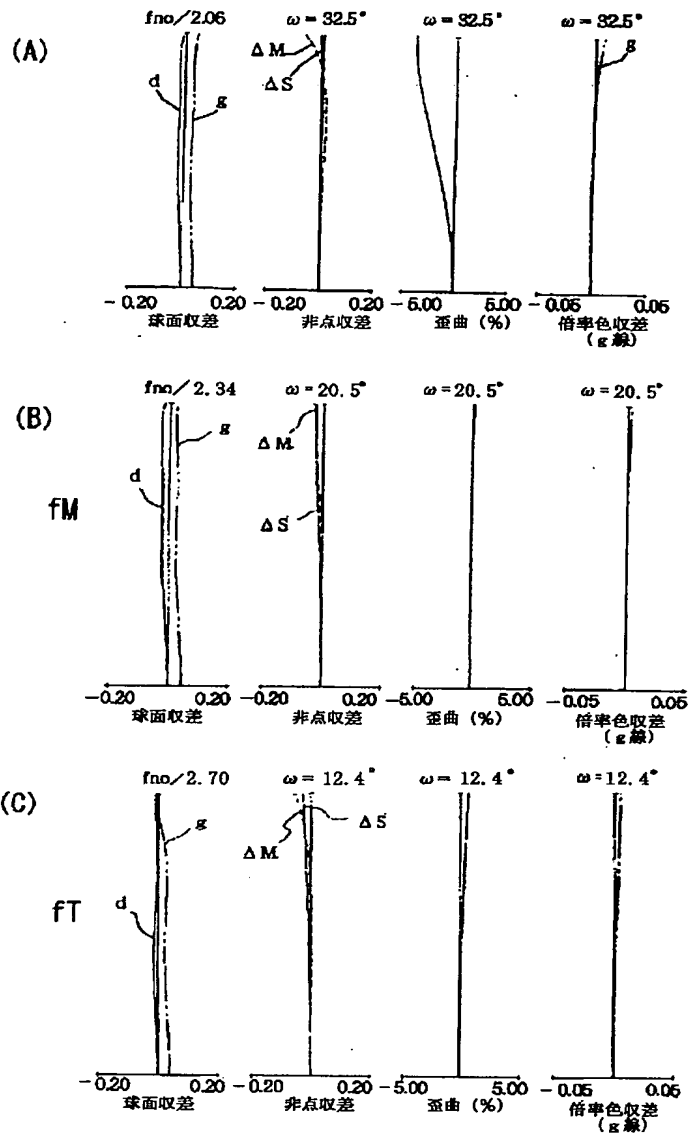 (A)
fno/2.06 ω=32.5° ω=32.5° ω=32.5°
ΔM
ΔS
d
g
g
-0.20 0.20 -0.20 0.20 -5.00 5.00 -0.05 0.05
球面収差 非点収差 歪曲 (%) 倍率色収差
(g線)
(B)
fM
fno/2.34 ω=20.5° ω=20.5° ω=20.5°
g
ΔM
d
ΔS
-0.20 0.20 -0.20 0.20 -5.00 5.00 -0.05 0.05
球面収差 非点収差 歪曲 (%) 倍率色収差
(g線)
(C)
fT
fno/2.70 ω=12.4° ω=12.4° ω=12.4°
g
ΔM
ΔS
d
-0.20 0.20 -0.20 0.20 -5.00 5.00 -0.05 0.05
球面収差 非点収差 歪曲 (%) 倍率色収差
(g線)